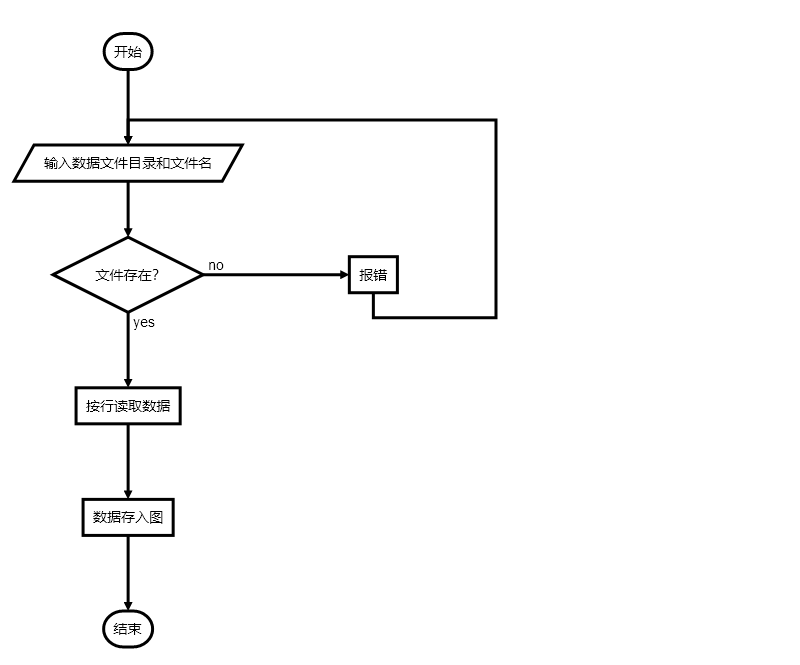 开始
输入数据文件目录和文件名
文件存在?
no
报错
yes
按行读取数据
数据存入图
结束